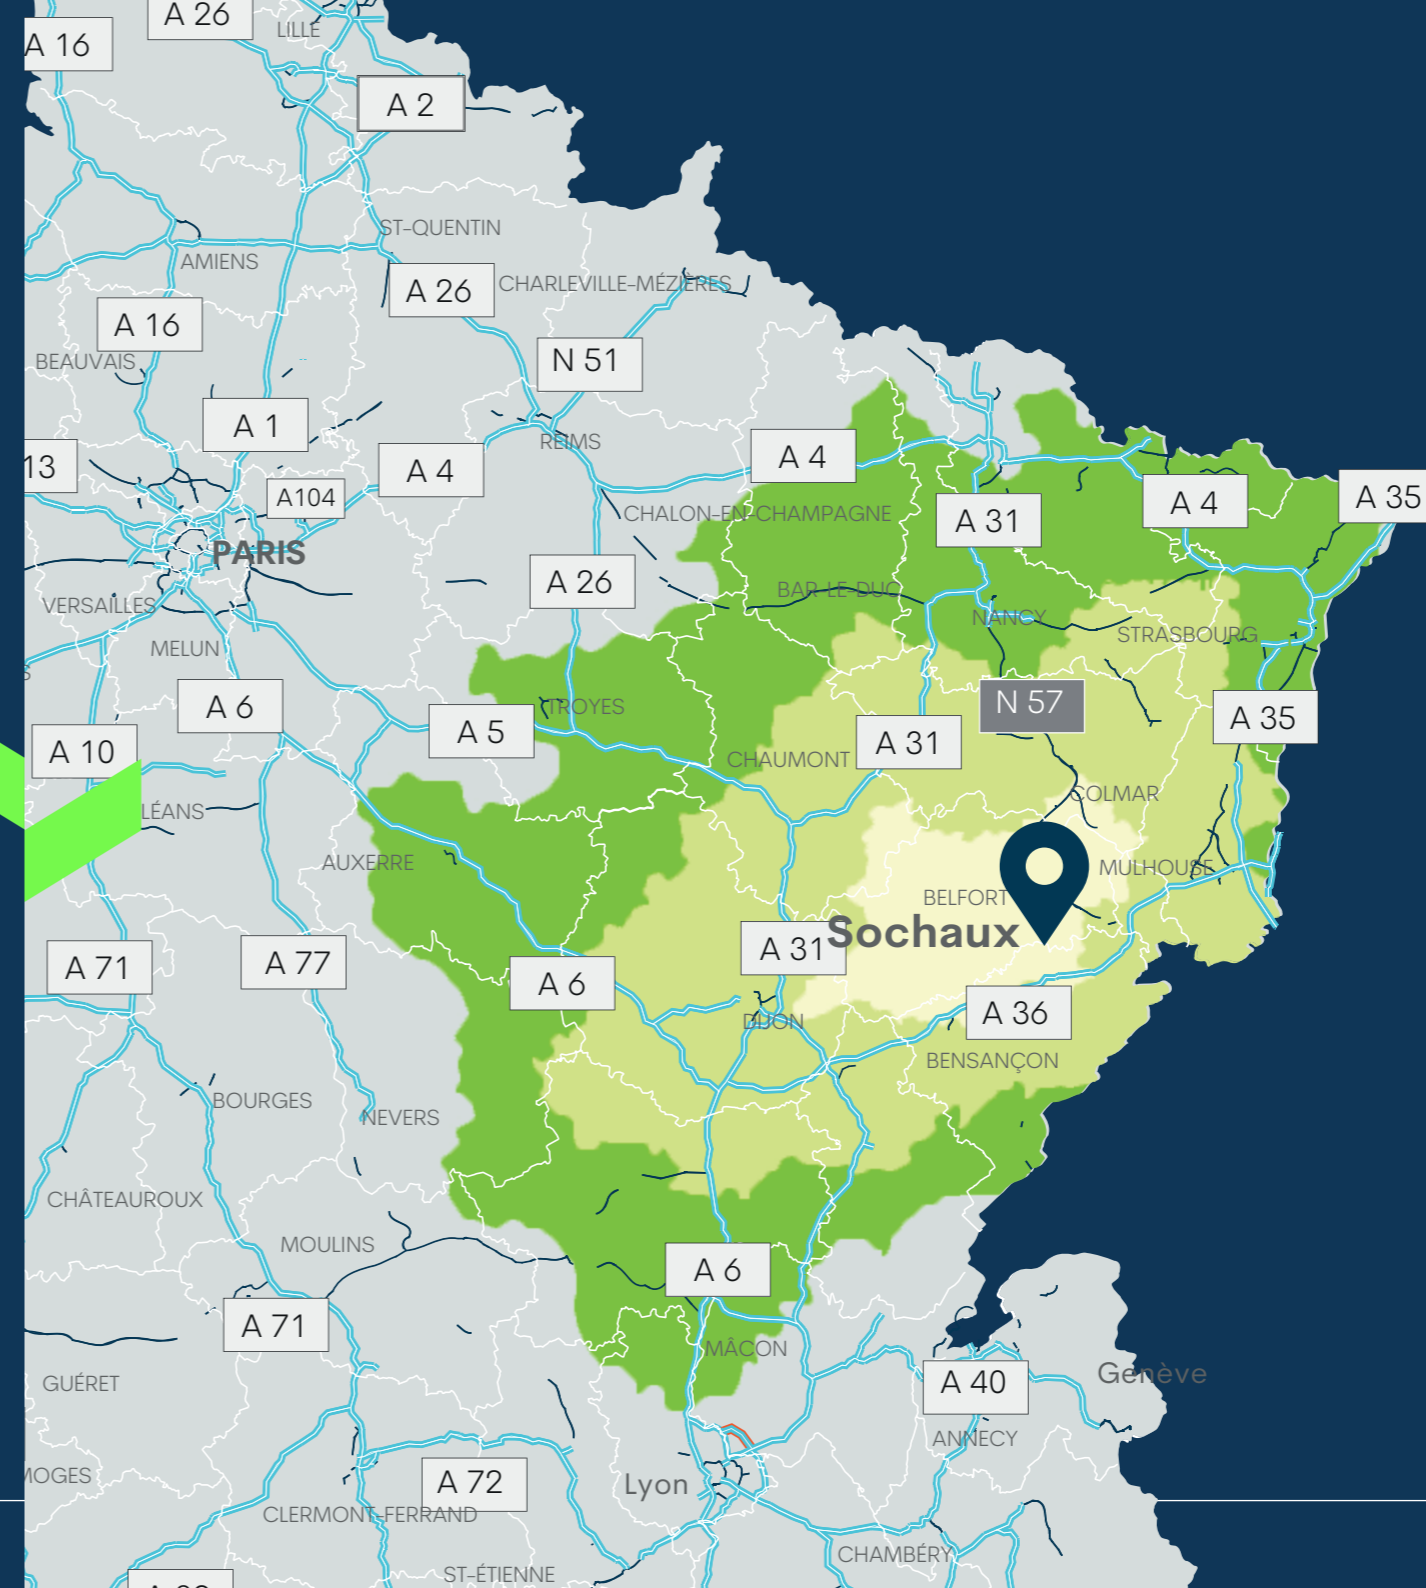 A 26
LILLE
A 16
A 2
ST-QUENTIN
AMIENS
A 26
CHARLEVILLE-MÉZIÈRES
A 16
BEAUVAIS
N 51
A 1
REIMS
13
A 4
A 4
A104
A 35
A 4
CHALON-EN-CHAMPAGNE
A 31
PARIS
A 26
BAR-LE-DUC
VERSAILLES
NANCY
STRASBOURG
MELUN
S
A 6
TROYES
N 57
A 35
A 5
A 10
CHAUMONT
A 31
COLMAR
LÉANS
AUXERRE
MULHOUSE
BELFORT
Sochaux
A 31
A 71
A 77
A 6
DIJON
A 36
BENSANÇON
BOURGES
NEVERS
CHÂTEAUROUX
MOULINS
A 6
A 71
MÂCON
GUÉRET
A 40
Genève
ANNECY
MOGES
A 72
Lyon
CLERMONT-FERRAND
CHAMBÉRY
ST-ÉTIENNE